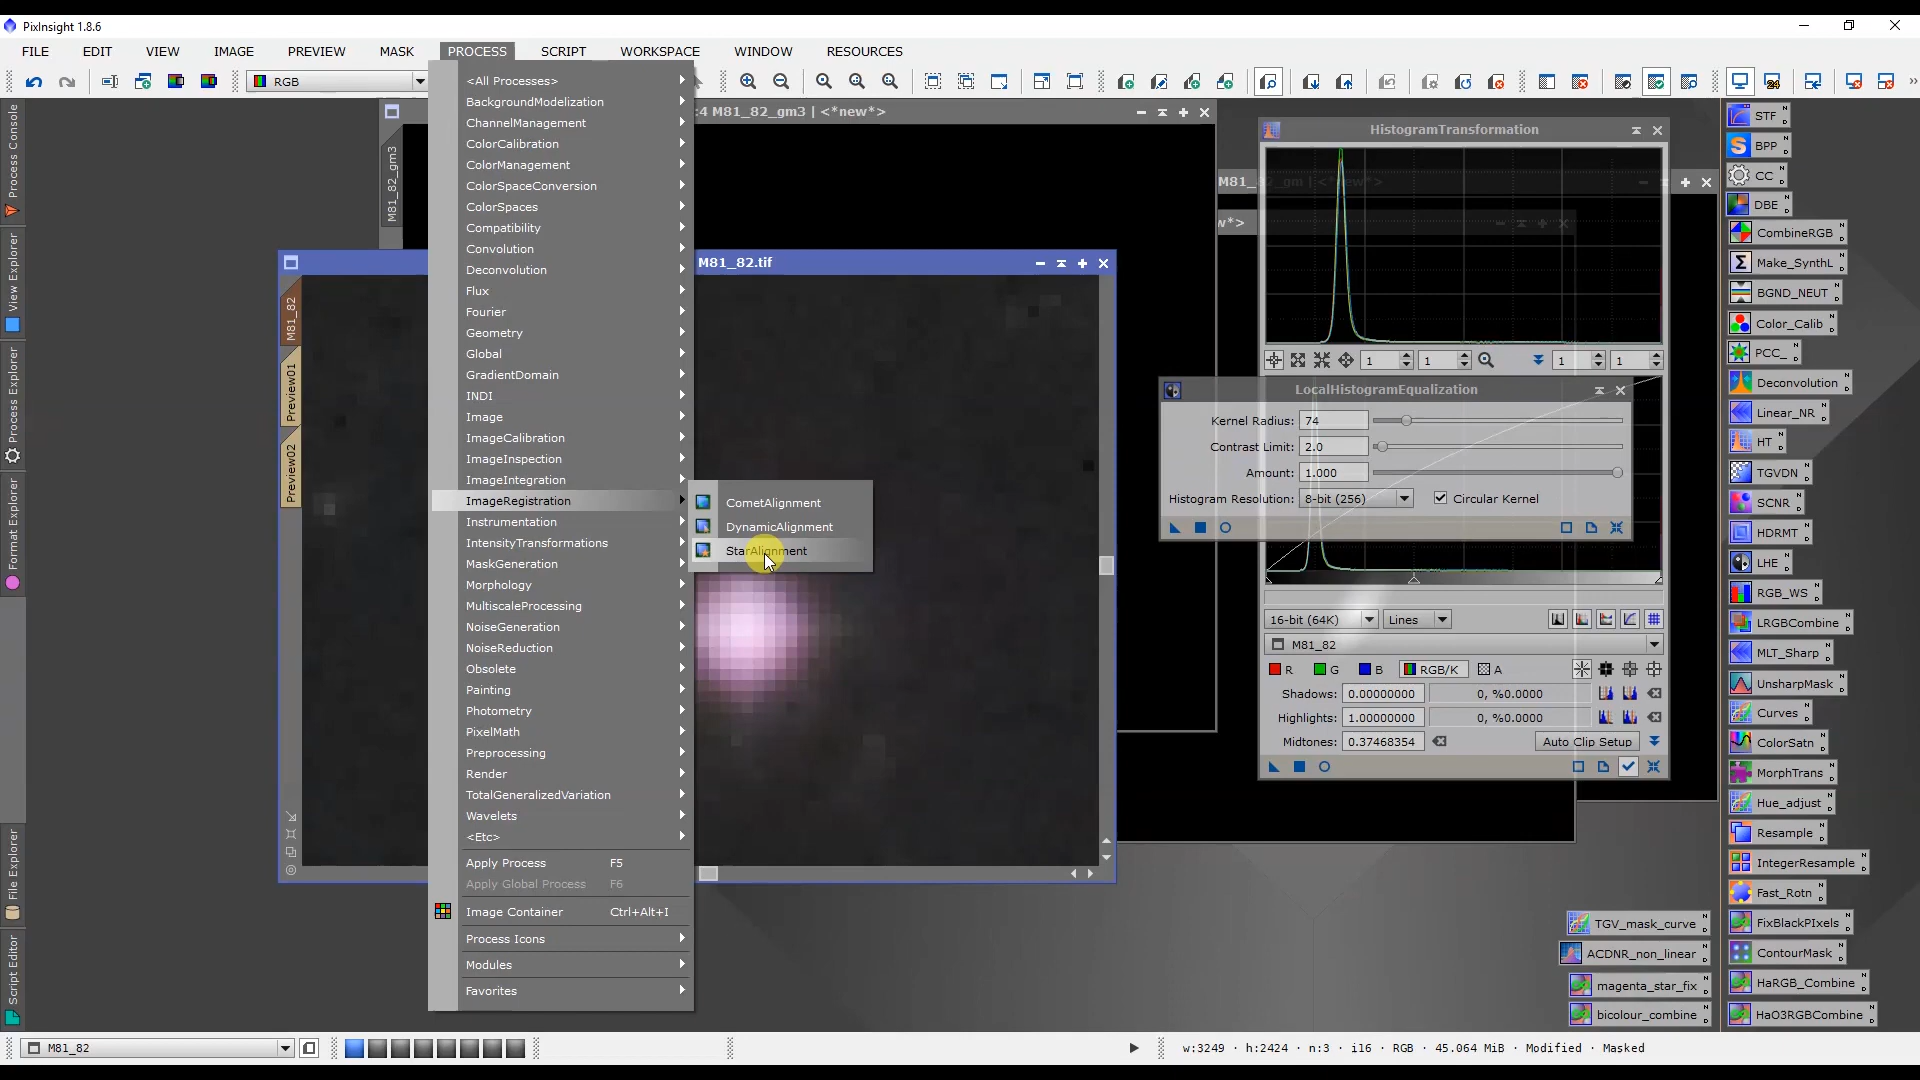 PixInsight 1.8.6
FILE EDIT VIEW IMAGE PREVIEW MASK PROCESS SCRIPT WORKSPACE WINDOW RESOURCES
RGB
24
Process Console
View Explorer
Process Explorer
Format Explorer
File Explorer
Script Editor
<All Processes>
BackgroundModelization
ChannelManagement
ColorCalibration
ColorManagement
ColorSpaceConversion
ColorSpaces
Compatibility
Convolution
Deconvolution
Flux
Fourier
Geometry
Global
GradientDomain
INDI
Image
ImageCalibration
ImageInspection
ImageIntegration
ImageRegistration
Instrumentation
IntensityTransformations
MaskGeneration
Morphology
MultiscaleProcessing
NoiseGeneration
NoiseReduction
Obsolete
Painting
Photometry
PixelMath
Preprocessing
Render
TotalGeneralizedVariation
Wavelets
<Etc>
Apply Process F5
Apply Global Process F6
Image Container Ctrl+Alt+I
Process Icons
Modules
Favorites
CometAlignment
DynamicAlignment
StarAlignment
:4 M81_82_gm3 | <*new*>
M81_82_gm3
M81_82.tif
M81_82
Preview01
Preview02
HistogramTransformation
1 1 1 1
LocalHistogramEqualization
Kernel Radius: 74
Contrast Limit: 2.0
Amount: 1.000
Histogram Resolution: 8-bit (256) Circular Kernel
16-bit (64K) Lines
M81_82
R G B RGB/K A
Shadows: 0.00000000 0, %0.0000
Highlights: 1.00000000 0, %0.0000
Midtones: 0.37468354 Auto Clip Setup
STF
BPP
CC
DBE
CombineRGB
Make_SynthL
BGND_NEUT
Color_Calib
PCC_
Deconvolution
Linear_NR
HT
TGVDN
SCNR
HDRMT
LHE
RGB_WS
LRGBCombine
MLT_Sharp
UnsharpMask
Curves
ColorSatn
MorphTrans
Hue_adjust
Resample
IntegerResample
Fast_Rotn
FixBlackPIxels
ContourMask
HaRGB_Combine
HaO3RGBCombine
TGV_mask_curve
ACDNR_non_linear
magenta_star_fix
bicolour_combine
M81_82
w:3249 · h:2424 · n:3 · i16 · RGB · 45.064 MiB · Modified · Masked